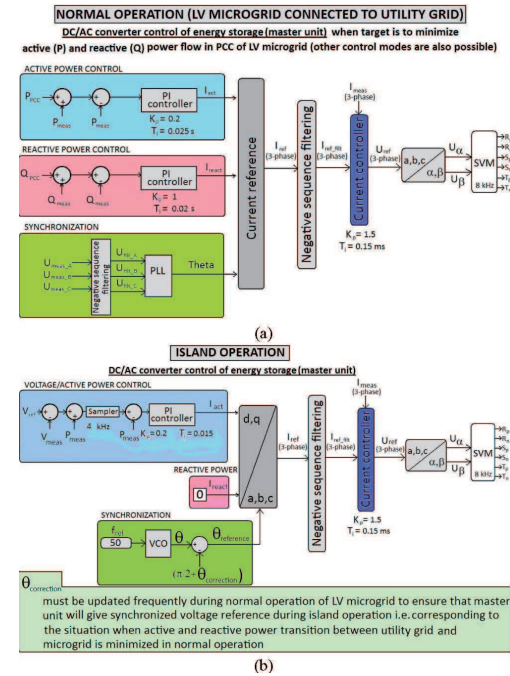 NORMAL OPERATION (LV MICROGRID CONNECTED TO UTILITY GRID)
DC/AC converter control of energy storage (master unit) when target is to minimize
active (P) and reactive (Q) power flow in PCC of LV microgrid (other control modes are also possible)
ACTIVE POWER CONTROL
P_PCC
P_meas
P_meas
PI
controller
K_p = 0.2
T_i = 0.025 s
I_act
REACTIVE POWER CONTROL
Q_PCC
Q_meas
Q_meas
PI
controller
K_p = 1
T_i = 0.02 s
I_react
SYNCHRONIZATION
U_meas_A
U_meas_B
U_meas_C
Negative sequence
filtering
U_filt_A
U_filt_B
U_filt_C
PLL
Theta
Current reference
I_ref
(3-phase)
Negative sequence filtering
I_ref_filt
(3-phase)
I_meas
(3-phase)
Current controller
K_p = 1.5
T_i = 0.15 ms
U_ref
(3-phase)
a,b,c
α,β
Uα
Uβ
SVM
8 kHz
(a)
ISLAND OPERATION
DC/AC converter control of energy storage (master unit)
VOLTAGE/ACTIVE POWER CONTROL
V_ref
V_meas
P_meas
Sampler
4 kHz
P_meas
PI
controller
K_p=0.2
T_i=0.015
I_act
REACTIVE POWER
0
I_react
SYNCHRONIZATION
f_ref
50
VCO
θ
θ_reference
(π 2+θ_correction)
d,q
a,b,c
I_ref
(3-phase)
Negative sequence filtering
I_ref_filt
(3-phase)
I_meas
(3-phase)
Current controller
K_p = 1.5
T_i = 0.15 ms
U_ref
(3-phase)
a,b,c
α,β
Uα
Uβ
SVM
8 kHz
R_p
R_n
S_p
S_n
T_p
T_n
θ_correction
must be updated frequently during normal operation of LV microgrid to ensure that master
unit will give synchronized voltage reference during island operation i.e. corresponding to
the situation when active and reactive power transition between utility grid and
microgrid is minimized in normal operation
(b)